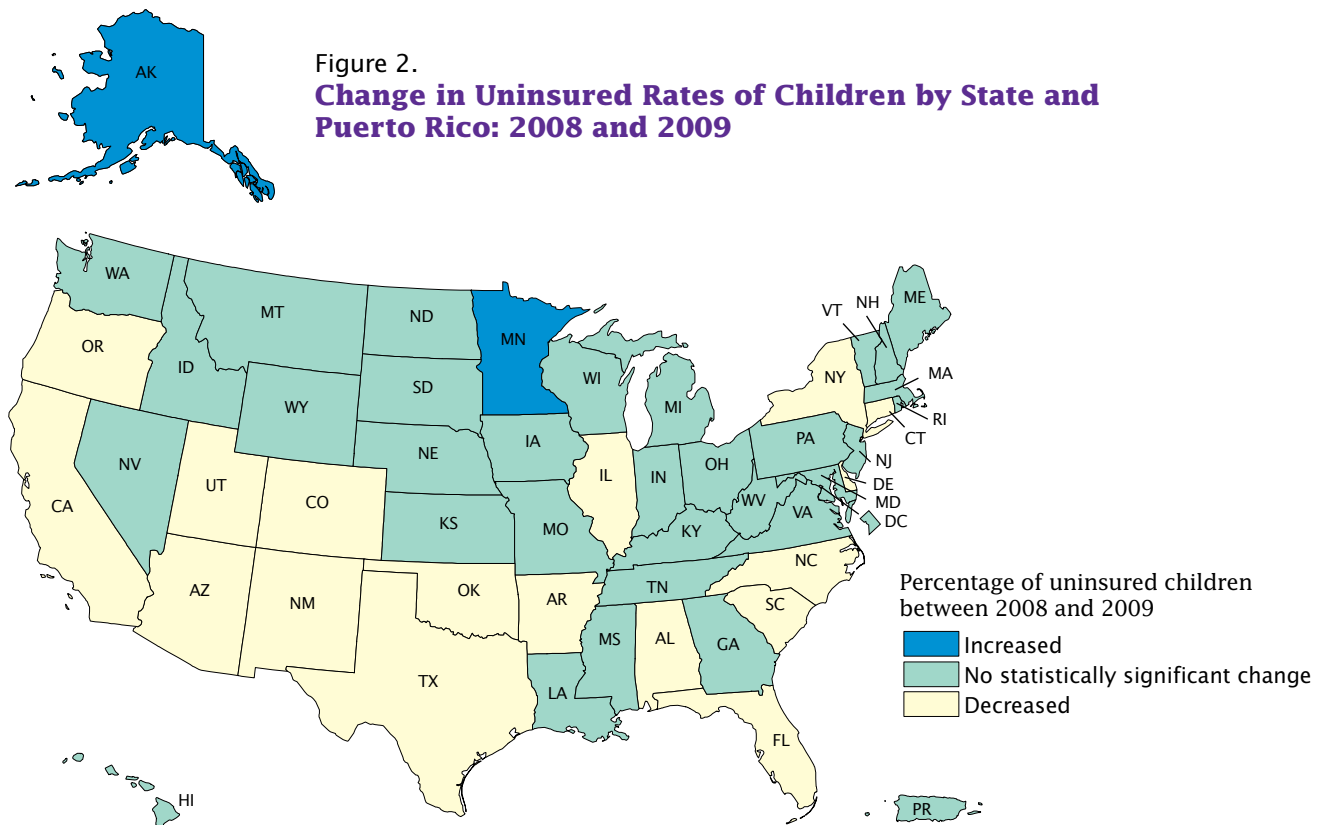 AK
Figure 2.
Change in Uninsured Rates of Children by State and
Puerto Rico: 2008 and 2009
WA
MT
ND
MN
OR
ID
WY
SD
WI
MI
VT
NH
ME
NY
MA
RI
CT
NV
UT
CO
NE
IA
IL
IN
OH
PA
NJ
DE
MD
DC
CA
KS
MO
KY
WV
VA
AZ
NM
OK
AR
TN
NC
SC
TX
LA
MS
AL
GA
FL
HI
PR
Percentage of uninsured children
between 2008 and 2009
Increased
No statistically significant change
Decreased